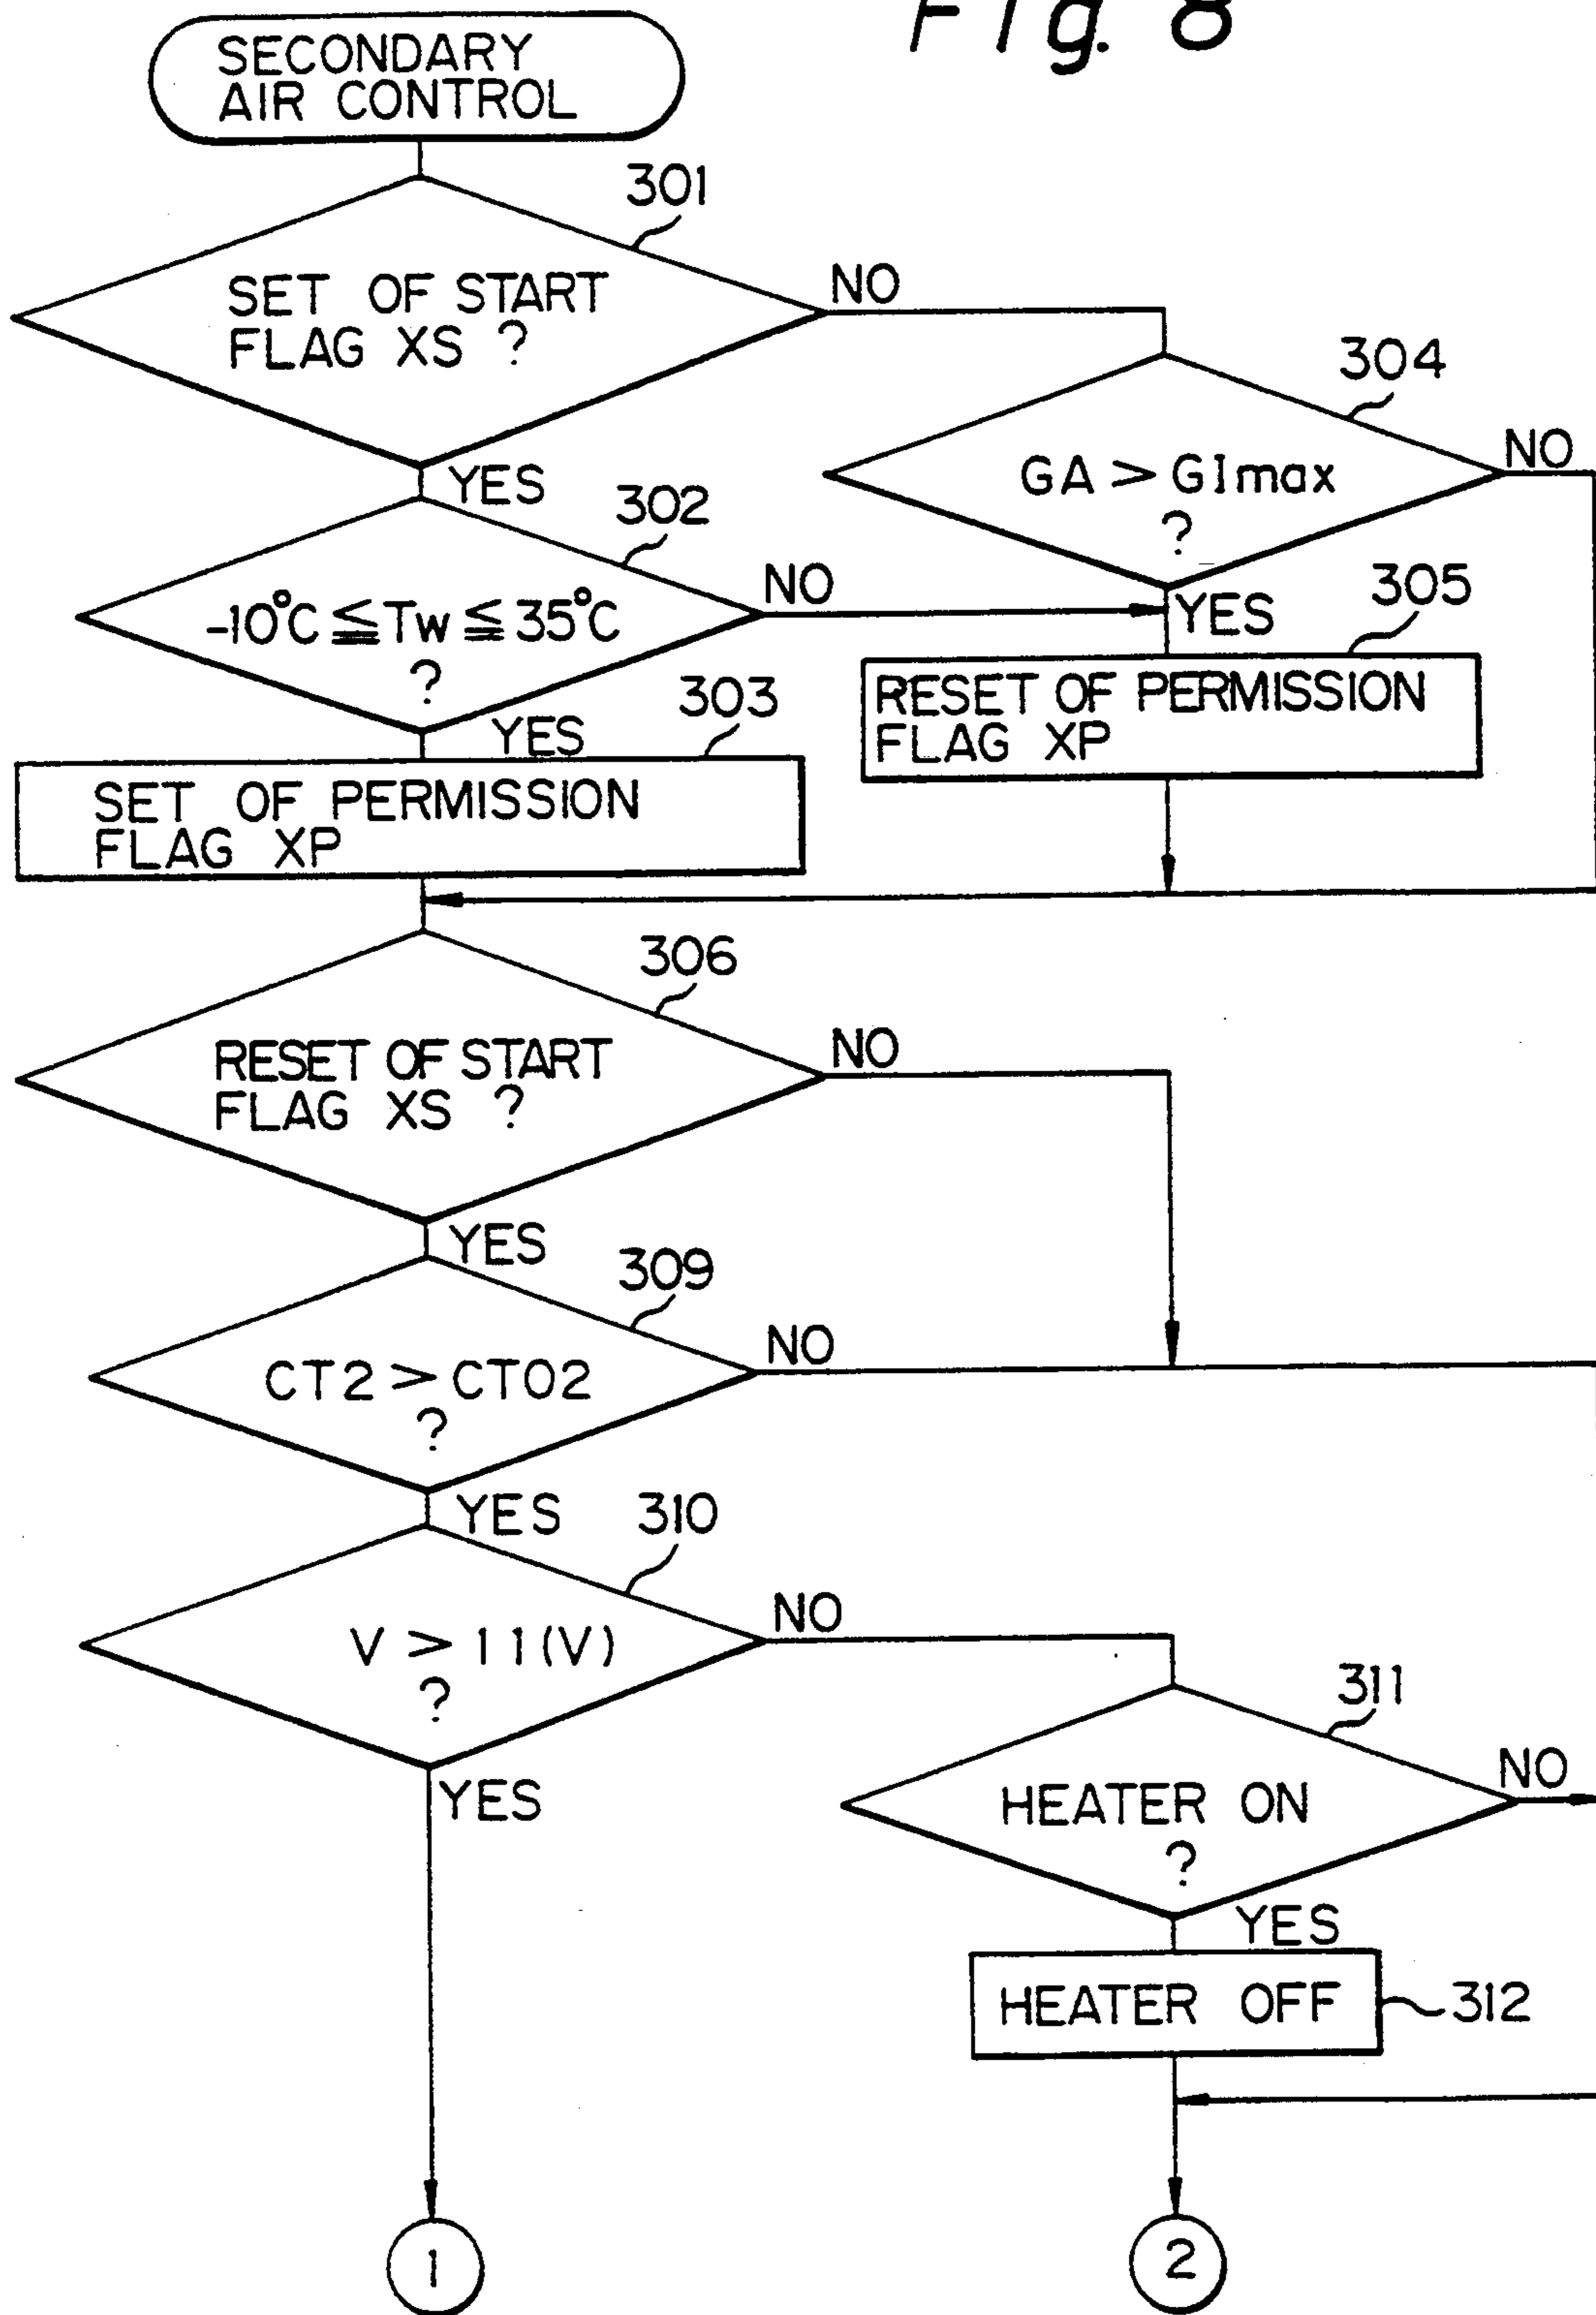 Fig. 8
SECONDARY
AIR CONTROL
301
SET OF START
FLAG XS ?
NO
YES
304
GA > GImax
?
NO
YES
302
-10°C ≦ Tw ≦ 35°C
?
NO
YES
305
RESET OF PERMISSION
FLAG XP
303
SET OF PERMISSION
FLAG XP
306
RESET OF START
FLAG XS ?
NO
YES
309
CT2 > CT02
?
NO
YES
310
V > 11(V)
?
NO
YES
311
HEATER ON
?
NO
YES
HEATER OFF
312
1
2